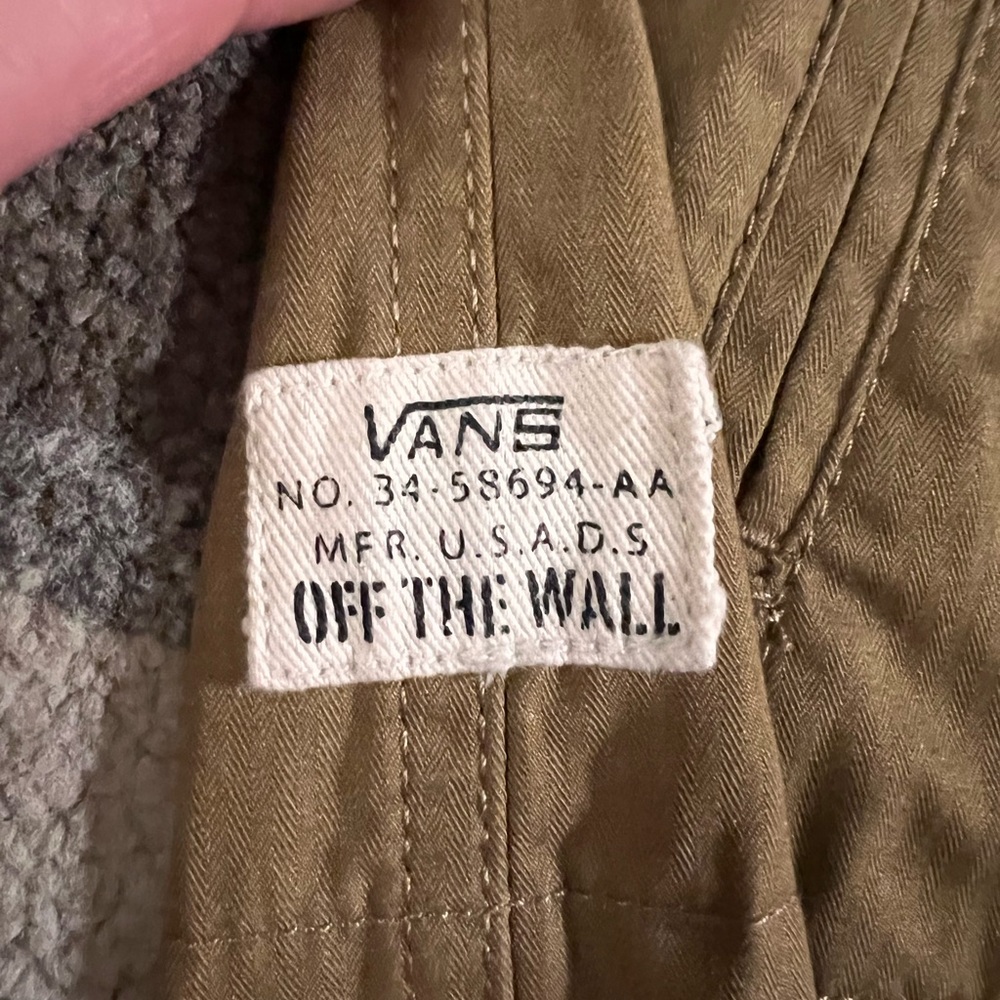 VANS
NO. 34-58694-AA
MFR. U.S.A.D.S
OFF THE WALL